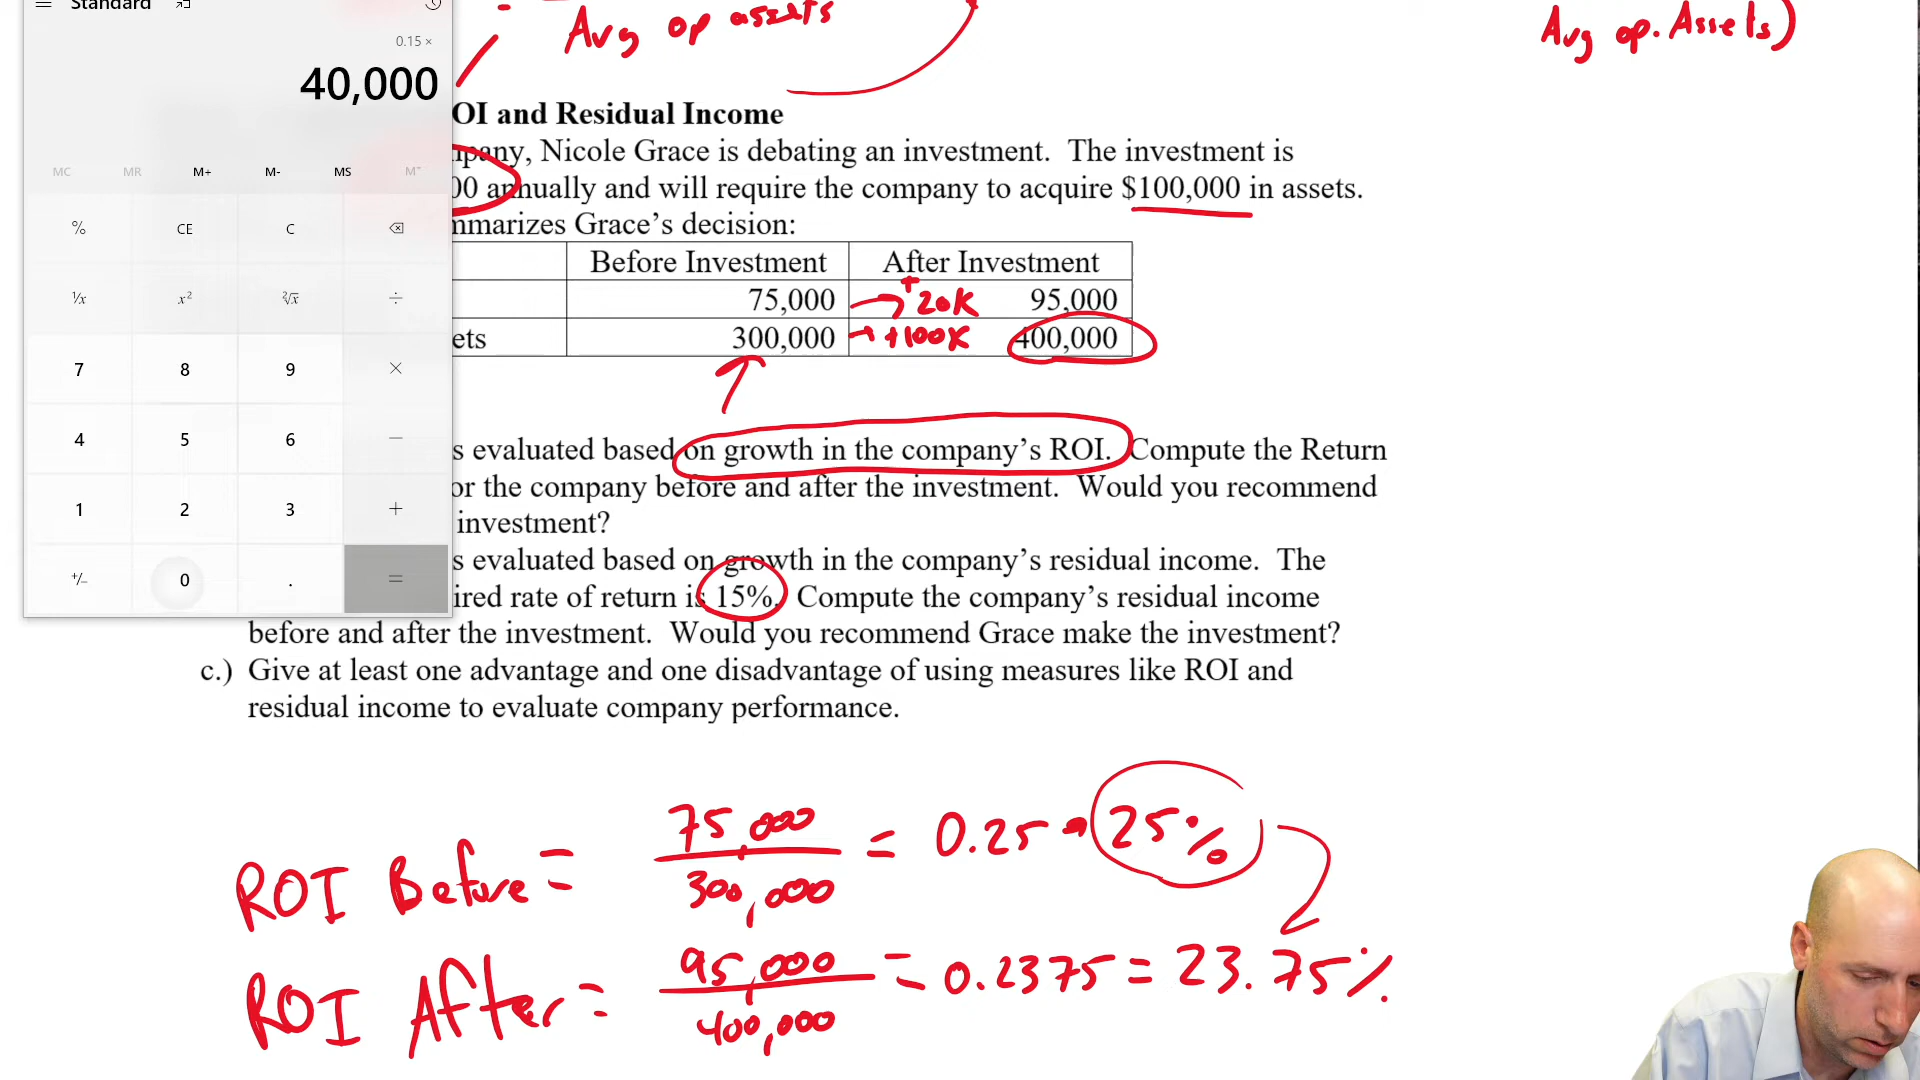 Standard
0.15 ×
40,000
MC MR M+ M- MS
% CE C
1/x x² ²√x ÷
7 8 9 ×
4 5 6 −
1 2 3 +
+/− 0 . =
Avg op assets
Avg op. Assets)
OI and Residual Income
pany, Nicole Grace is debating an investment. The investment is
00 annually and will require the company to acquire $100,000 in assets.
mmarizes Grace’s decision:
Before Investment After Investment
75,000 +20K 95,000
ets 300,000 +100K 400,000
s evaluated based on growth in the company’s ROI. Compute the Return
or the company before and after the investment. Would you recommend
investment?
s evaluated based on growth in the company’s residual income. The
ired rate of return is 15%. Compute the company’s residual income
before and after the investment. Would you recommend Grace make the investment?
c.) Give at least one advantage and one disadvantage of using measures like ROI and
residual income to evaluate company performance.
ROI Before = 75,000 / 300,000 = 0.25 → 25%
ROI After = 95,000 / 400,000 = 0.2375 = 23.75%